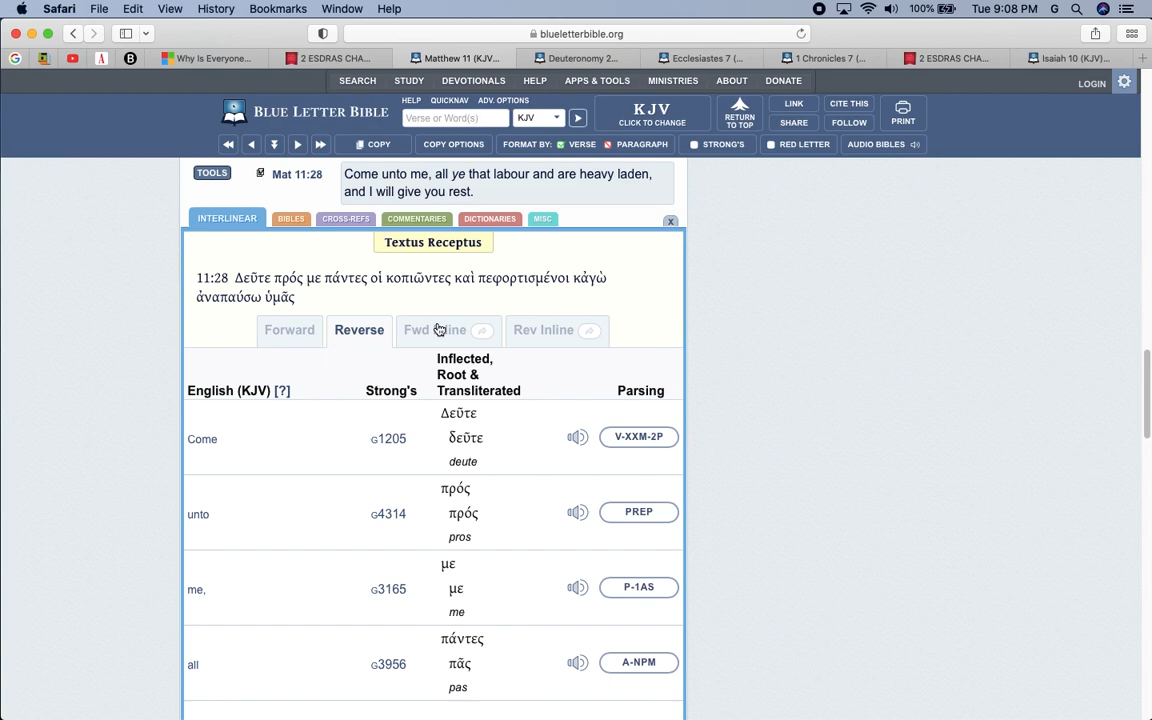 Safari File Edit View History Bookmarks Window Help 100% Tue 9:08 PM G
blueletterbible.org
Why Is Everyone... 2 ESDRAS CHA... Matthew 11 (KJV... Deuteronomy 2... Ecclesiastes 7 (... 1 Chronicles 7 (... 2 ESDRAS CHA... Isaiah 10 (KJV)...
SEARCH STUDY DEVOTIONALS HELP APPS & TOOLS MINISTRIES ABOUT DONATE LOGIN
BLUE LETTER BIBLE
HELP QUICKNAV ADV. OPTIONS
Verse or Word(s) KJV
KJV
CLICK TO CHANGE
RETURN
TO TOP
LINK CITE THIS
SHARE FOLLOW
PRINT
COPY COPY OPTIONS FORMAT BY: VERSE PARAGRAPH STRONG'S RED LETTER AUDIO BIBLES
TOOLS Mat 11:28 Come unto me, all ye that labour and are heavy laden,
and I will give you rest.
INTERLINEAR BIBLES CROSS-REFS COMMENTARIES DICTIONARIES MISC X
Textus Receptus
11:28 Δεῦτε πρός με πάντες οἱ κοπιῶντες καὶ πεφορτισμένοι κἀγὼ
ἀναπαύσω ὑμᾶς
Forward Reverse Fwd Inline Rev Inline
English (KJV) [?] Strong's Inflected,
Root &
Transliterated Parsing
Δεῦτε
Come G1205 δεῦτε V-XXM-2P
deute
πρός
unto G4314 πρός PREP
pros
με
me, G3165 με P-1AS
me
πάντες
all G3956 πᾶς A-NPM
pas